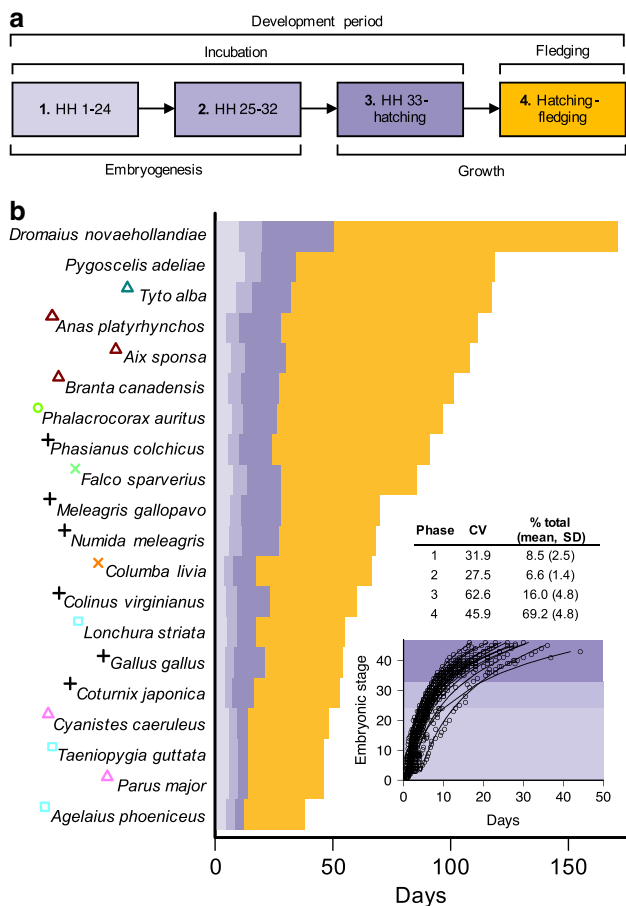 a
Development period
Incubation
Fledging
1. HH 1-24
2. HH 25-32
3. HH 33-
hatching
4. Hatching-
fledging
Embryogenesis
Growth
b
Dromaius novaehollandiae
Pygoscelis adeliae
Tyto alba
Anas platyrhynchos
Aix sponsa
Branta canadensis
Phalacrocorax auritus
Phasianus colchicus
Falco sparverius
Meleagris gallopavo
Numida meleagris
Columba livia
Colinus virginianus
Lonchura striata
Gallus gallus
Coturnix japonica
Cyanistes caeruleus
Taeniopygia guttata
Parus major
Agelaius phoeniceus
0 50 100 150
Days
Phase CV % total
(mean, SD)
1 31.9 8.5 (2.5)
2 27.5 6.6 (1.4)
3 62.6 16.0 (4.8)
4 45.9 69.2 (4.8)
Embryonic stage
40
30
20
10
0
0 10 20 30 40 50
Days